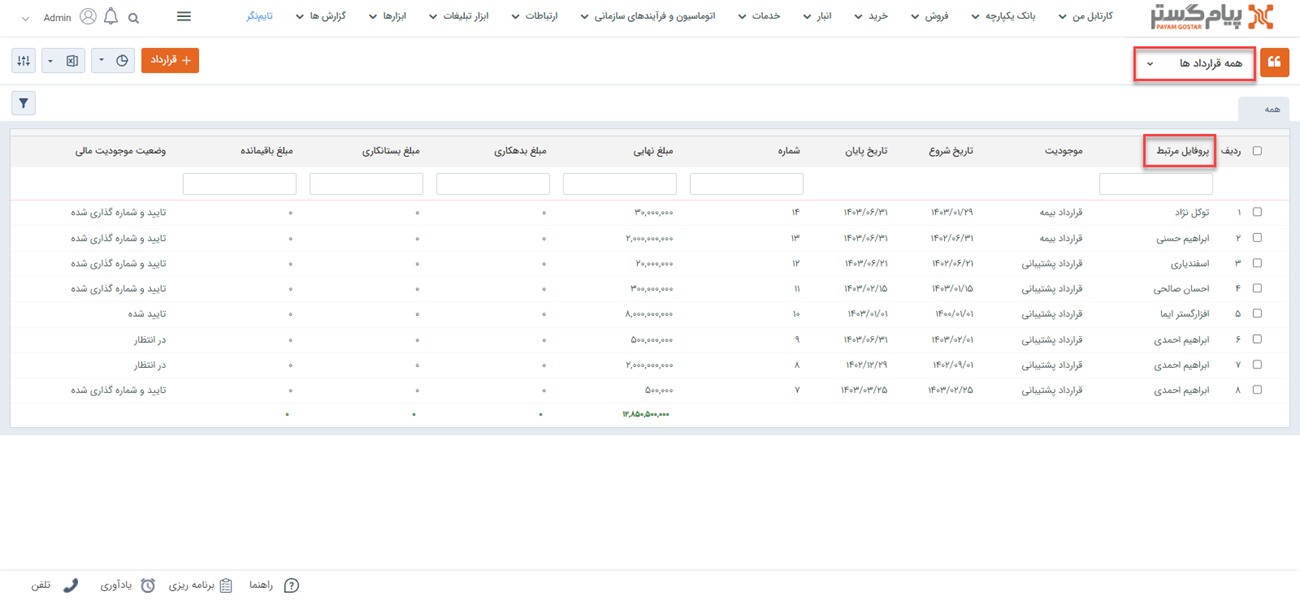 پیام گستر
PAYAM GOSTAR
کارتابل من
بانک یکپارچه
فروش
خرید
انبار
خدمات
اتوماسیون و فرآیندهای سازمانی
ارتباطات
ابزار تبلیغات
ابزارها
گزارش ها
تایم‌نگر
Admin
همه قرارداد ها
+ قرارداد
همه
ردیف پروفایل مرتبط موجودیت تاریخ شروع تاریخ پایان شماره مبلغ نهایی مبلغ بدهکاری مبلغ بستانکاری مبلغ باقیمانده وضعیت موجودیت مالی
۱ توکل نژاد قرارداد بیمه ۱۴۰۳/۰۱/۲۹ ۱۴۰۳/۰۶/۳۱ ۱۴ ۳۰,۰۰۰,۰۰۰ ۰ ۰ ۰ تایید و شماره گذاری شده
۲ ابراهیم حسنی قرارداد بیمه ۱۴۰۲/۰۶/۳۱ ۱۴۰۳/۰۶/۳۱ ۱۳ ۲,۰۰۰,۰۰۰,۰۰۰ ۰ ۰ ۰ تایید و شماره گذاری شده
۳ اسفندیاری قرارداد پشتیبانی ۱۴۰۲/۰۶/۲۱ ۱۴۰۳/۰۶/۲۱ ۱۲ ۲۰,۰۰۰,۰۰۰ ۰ ۰ ۰ تایید و شماره گذاری شده
۴ احسان صالحی قرارداد پشتیبانی ۱۴۰۳/۰۱/۱۵ ۱۴۰۳/۰۲/۱۵ ۱۱ ۳۰۰,۰۰۰,۰۰۰ ۰ ۰ ۰ تایید و شماره گذاری شده
۵ افزارگستر ایما قرارداد پشتیبانی ۱۴۰۰/۰۱/۰۱ ۱۴۰۳/۰۱/۰۱ ۱۰ ۸,۰۰۰,۰۰۰,۰۰۰ ۰ ۰ ۰ تایید شده
۶ ابراهیم احمدی قرارداد پشتیبانی ۱۴۰۳/۰۲/۰۱ ۱۴۰۳/۰۶/۳۱ ۹ ۵۰۰,۰۰۰,۰۰۰ ۰ ۰ ۰ در انتظار
۷ ابراهیم احمدی قرارداد پشتیبانی ۱۴۰۲/۰۹/۰۱ ۱۴۰۲/۱۲/۲۹ ۸ ۲,۰۰۰,۰۰۰,۰۰۰ ۰ ۰ ۰ در انتظار
۸ ابراهیم احمدی قرارداد پشتیبانی ۱۴۰۳/۰۲/۲۵ ۱۴۰۳/۰۳/۲۵ ۷ ۵۰۰,۰۰۰ ۰ ۰ ۰ تایید و شماره گذاری شده
۱۲,۸۵۰,۵۰۰,۰۰۰ ۰ ۰ ۰
راهنما
برنامه ریزی
یادآوری
تلفن